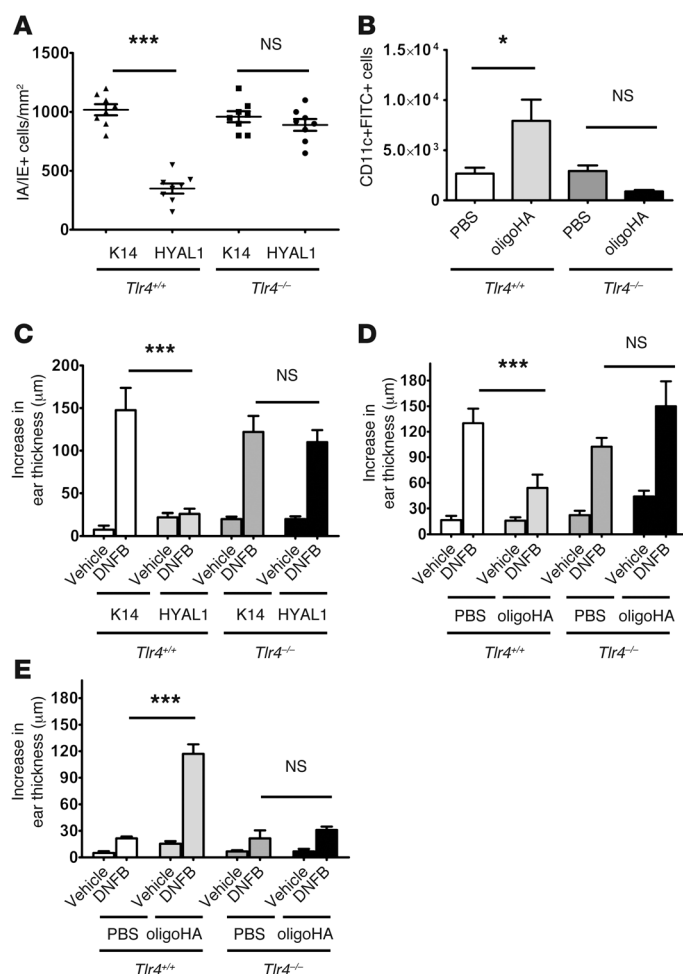 A
***
NS
IA/IE+ cells/mm²
1500
1000
500
0
K14 HYAL1 K14 HYAL1
Tlr4+/+ Tlr4–/–
B
*
NS
CD11c+FITC+ cells
1.5×10⁴
1.0×10⁴
5.0×10³
0
PBS oligoHA PBS oligoHA
Tlr4+/+ Tlr4–/–
C
***
NS
Increase in
ear thickness (μm)
200
150
100
50
0
Vehicle DNFB Vehicle DNFB Vehicle DNFB Vehicle DNFB
K14 HYAL1 K14 HYAL1
Tlr4+/+ Tlr4–/–
D
***
NS
Increase in
ear thickness (μm)
180
150
120
90
60
30
0
Vehicle DNFB Vehicle DNFB Vehicle DNFB Vehicle DNFB
PBS oligoHA PBS oligoHA
Tlr4+/+ Tlr4–/–
E
***
NS
Increase in
ear thickness (μm)
180
150
120
90
60
30
0
Vehicle DNFB Vehicle DNFB Vehicle DNFB Vehicle DNFB
PBS oligoHA PBS oligoHA
Tlr4+/+ Tlr4–/–